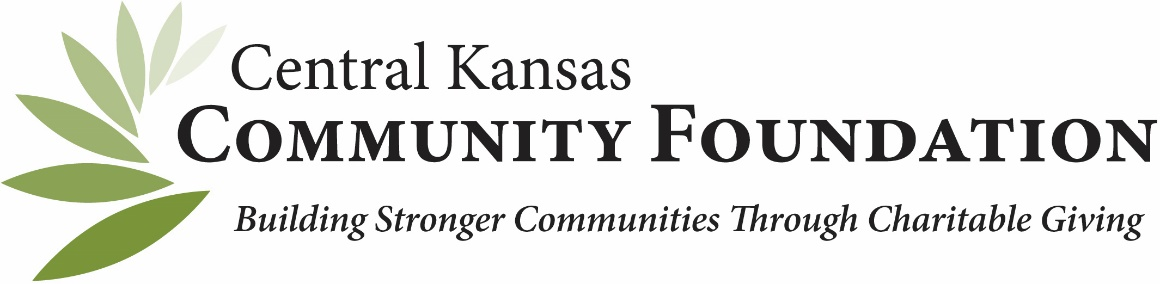 Central Kansas
Community Foundation
Building Stronger Communities Through Charitable Giving